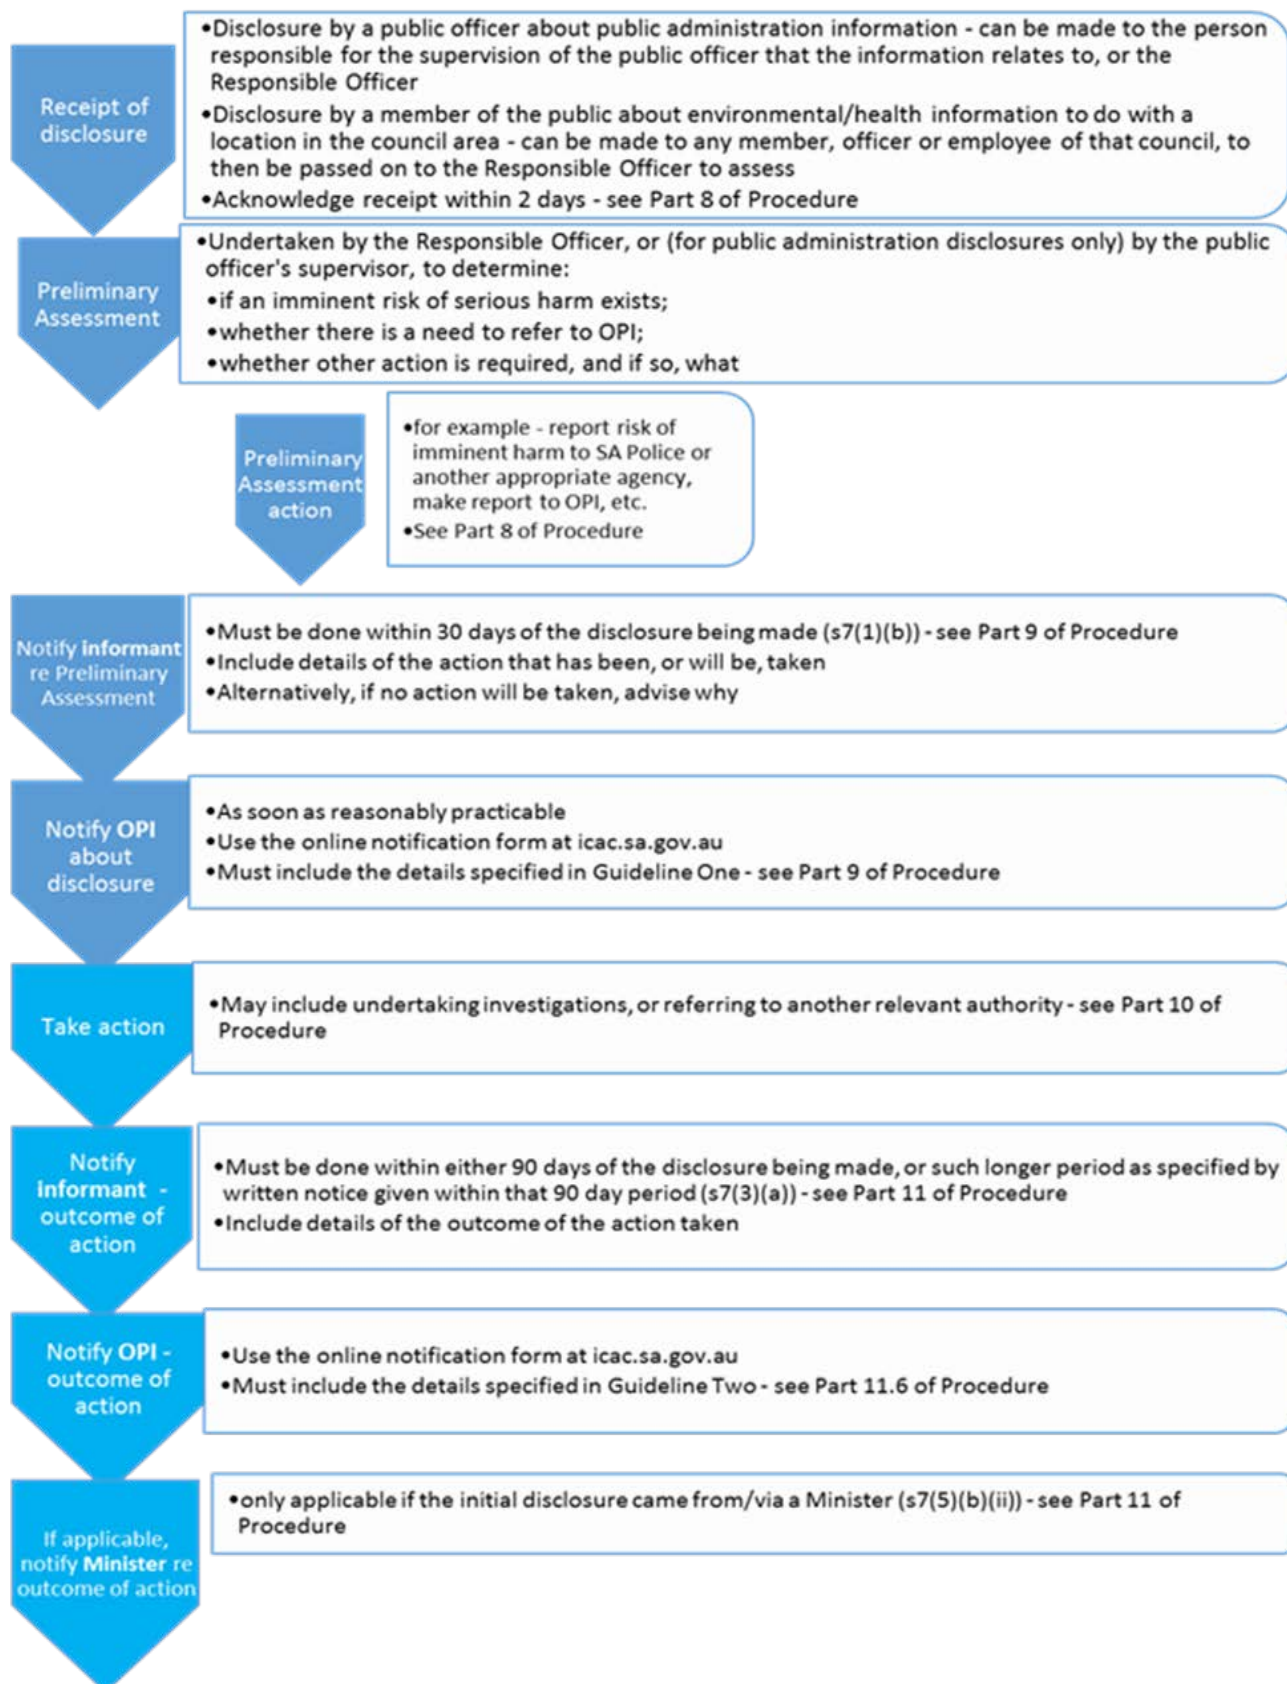 Receipt of
disclosure
•Disclosure by a public officer about public administration information - can be made to the person
responsible for the supervision of the public officer that the information relates to, or the
Responsible Officer
•Disclosure by a member of the public about environmental/health information to do with a
location in the council area - can be made to any member, officer or employee of that council, to
then be passed on to the Responsible Officer to assess
•Acknowledge receipt within 2 days - see Part 8 of Procedure
Preliminary
Assessment
•Undertaken by the Responsible Officer, or (for public administration disclosures only) by the public
officer's supervisor, to determine:
•if an imminent risk of serious harm exists;
•whether there is a need to refer to OPI;
•whether other action is required, and if so, what
Preliminary
Assessment
action
•for example - report risk of
imminent harm to SA Police or
another appropriate agency,
make report to OPI, etc.
•See Part 8 of Procedure
Notify informant
re Preliminary
Assessment
•Must be done within 30 days of the disclosure being made (s7(1)(b)) - see Part 9 of Procedure
•Include details of the action that has been, or will be, taken
•Alternatively, if no action will be taken, advise why
Notify OPI
about
disclosure
•As soon as reasonably practicable
•Use the online notification form at icac.sa.gov.au
•Must include the details specified in Guideline One - see Part 9 of Procedure
Take action
•May include undertaking investigations, or referring to another relevant authority - see Part 10 of
Procedure
Notify
informant -
outcome of
action
•Must be done within either 90 days of the disclosure being made, or such longer period as specified by
written notice given within that 90 day period (s7(3)(a)) - see Part 11 of Procedure
•Include details of the outcome of the action taken
Notify OPI -
outcome of
action
•Use the online notification form at icac.sa.gov.au
•Must include the details specified in Guideline Two - see Part 11.6 of Procedure
If applicable,
notify Minister re
outcome of action
•only applicable if the initial disclosure came from/via a Minister (s7(5)(b)(ii)) - see Part 11 of
Procedure